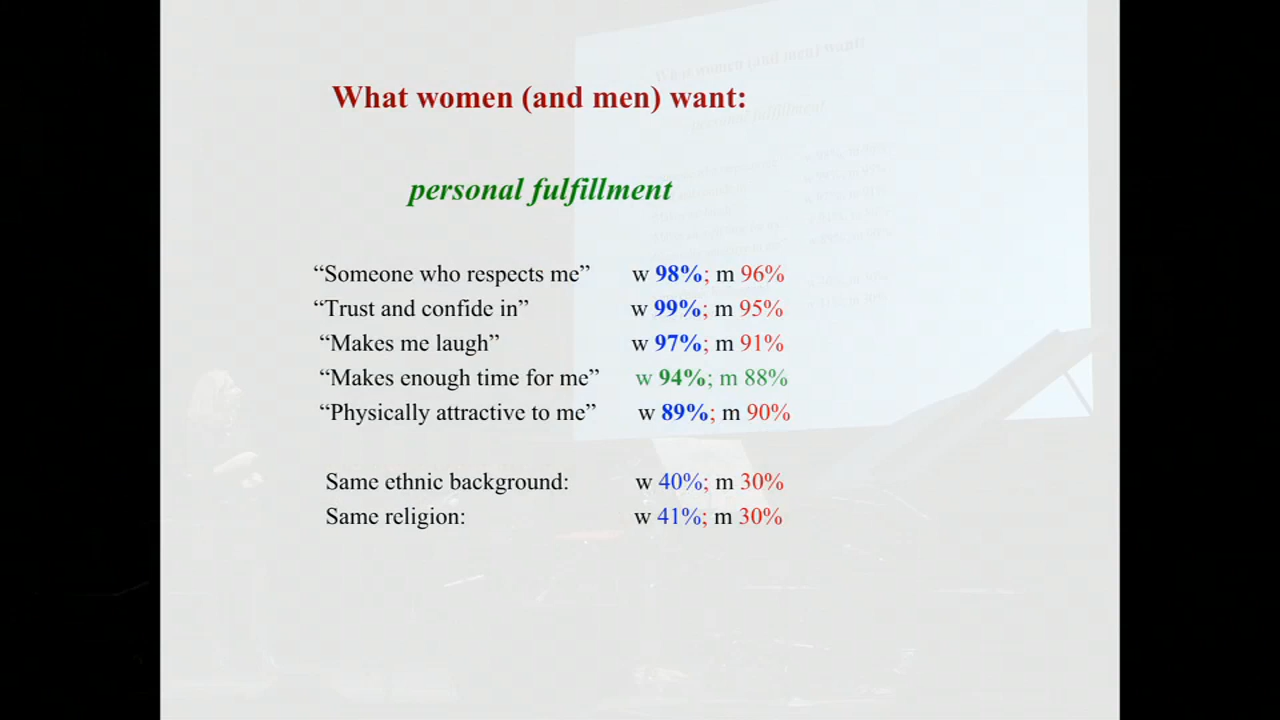 What women (and men) want:
personal fulfillment
“Someone who respects me” w 98%; m 96%
“Trust and confide in” w 99%; m 95%
“Makes me laugh” w 97%; m 91%
“Makes enough time for me” w 94%; m 88%
“Physically attractive to me” w 89%; m 90%
Same ethnic background: w 40%; m 30%
Same religion: w 41%; m 30%